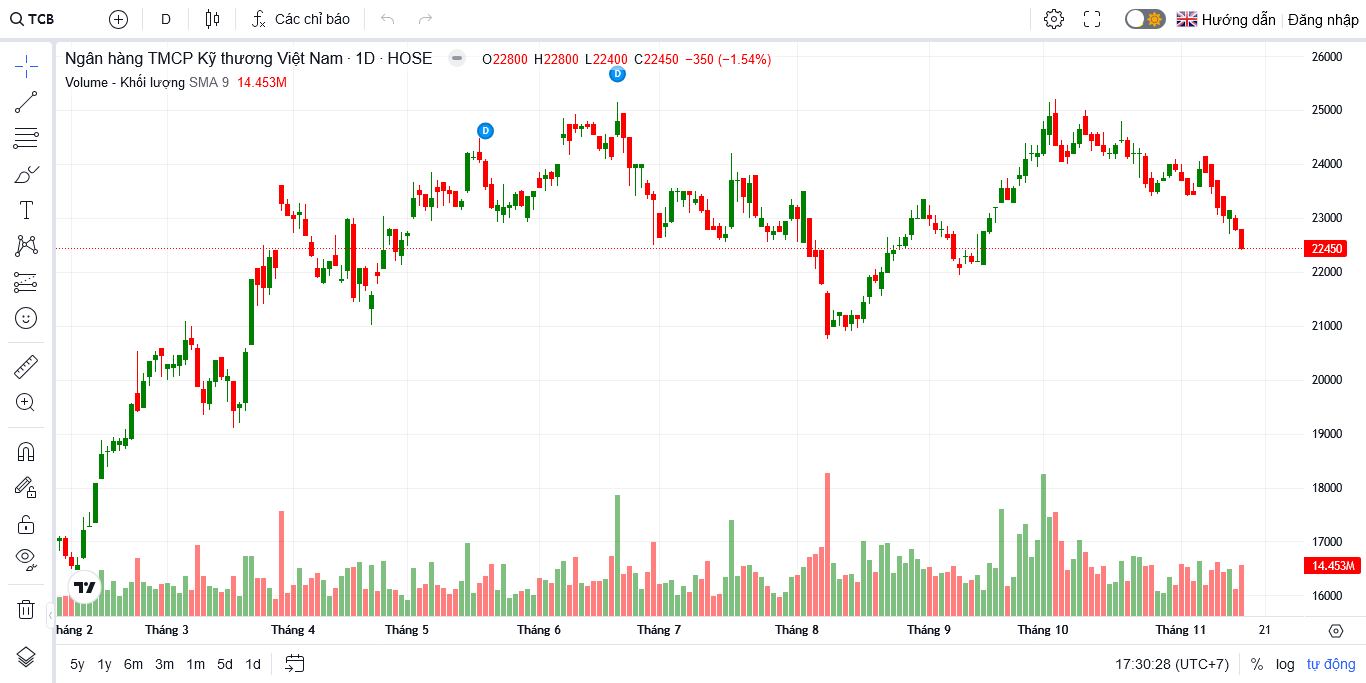 TCB D Các chỉ báo Hướng dẫn Đăng nhập
Ngân hàng TMCP Kỹ thương Việt Nam · 1D · HOSE O22800 H22800 L22400 C22450 −350 (−1.54%)
Volume - Khối lượng SMA 9 14.453M
D
D
26000
25000
24000
23000
22450
22000
21000
20000
19000
18000
17000
14.453M
16000
háng 2 Tháng 3 Tháng 4 Tháng 5 Tháng 6 Tháng 7 Tháng 8 Tháng 9 Tháng 10 Tháng 11 21
5y 1y 6m 3m 1m 5d 1d 17:30:28 (UTC+7) % log tự động